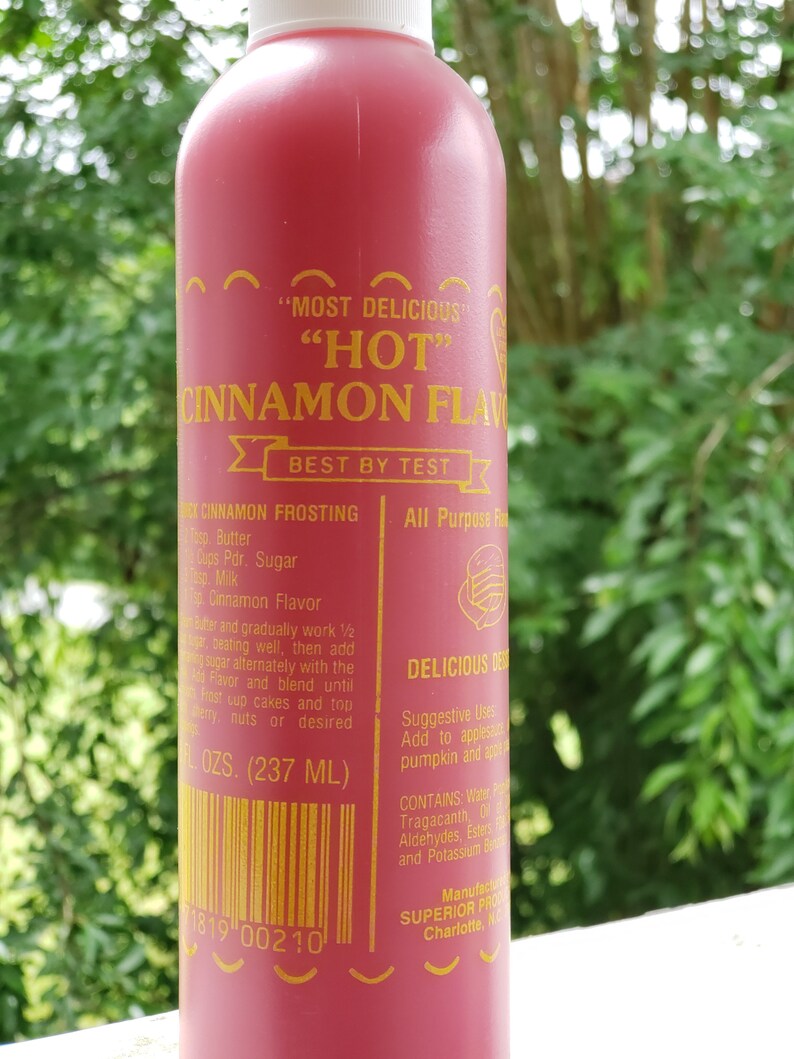 "MOST DELICIOUS"
"HOT"
CINNAMON FLAVO
BEST BY TEST
CINNAMON FROSTING
Tbsp. Butter
Cups Pdr. Sugar
Tbsp. Milk
Tsp. Cinnamon Flavor
Butter and gradually work ½
sugar, beating well, then add
sugar alternately with the
Add Flavor and blend until
Frost cup cakes and top
cherry, nuts or desired
FL. OZS. (237 ML)
71819 00210
All Purpose
DELICIOUS
Suggestive Uses
Add to applesauce
pumpkin and apple
CONTAINS: Water
Tragacanth, Oil
Aldehydes, Esters
and Potassium
Manufactur
SUPERIOR PRO
Charlotte, N.C.